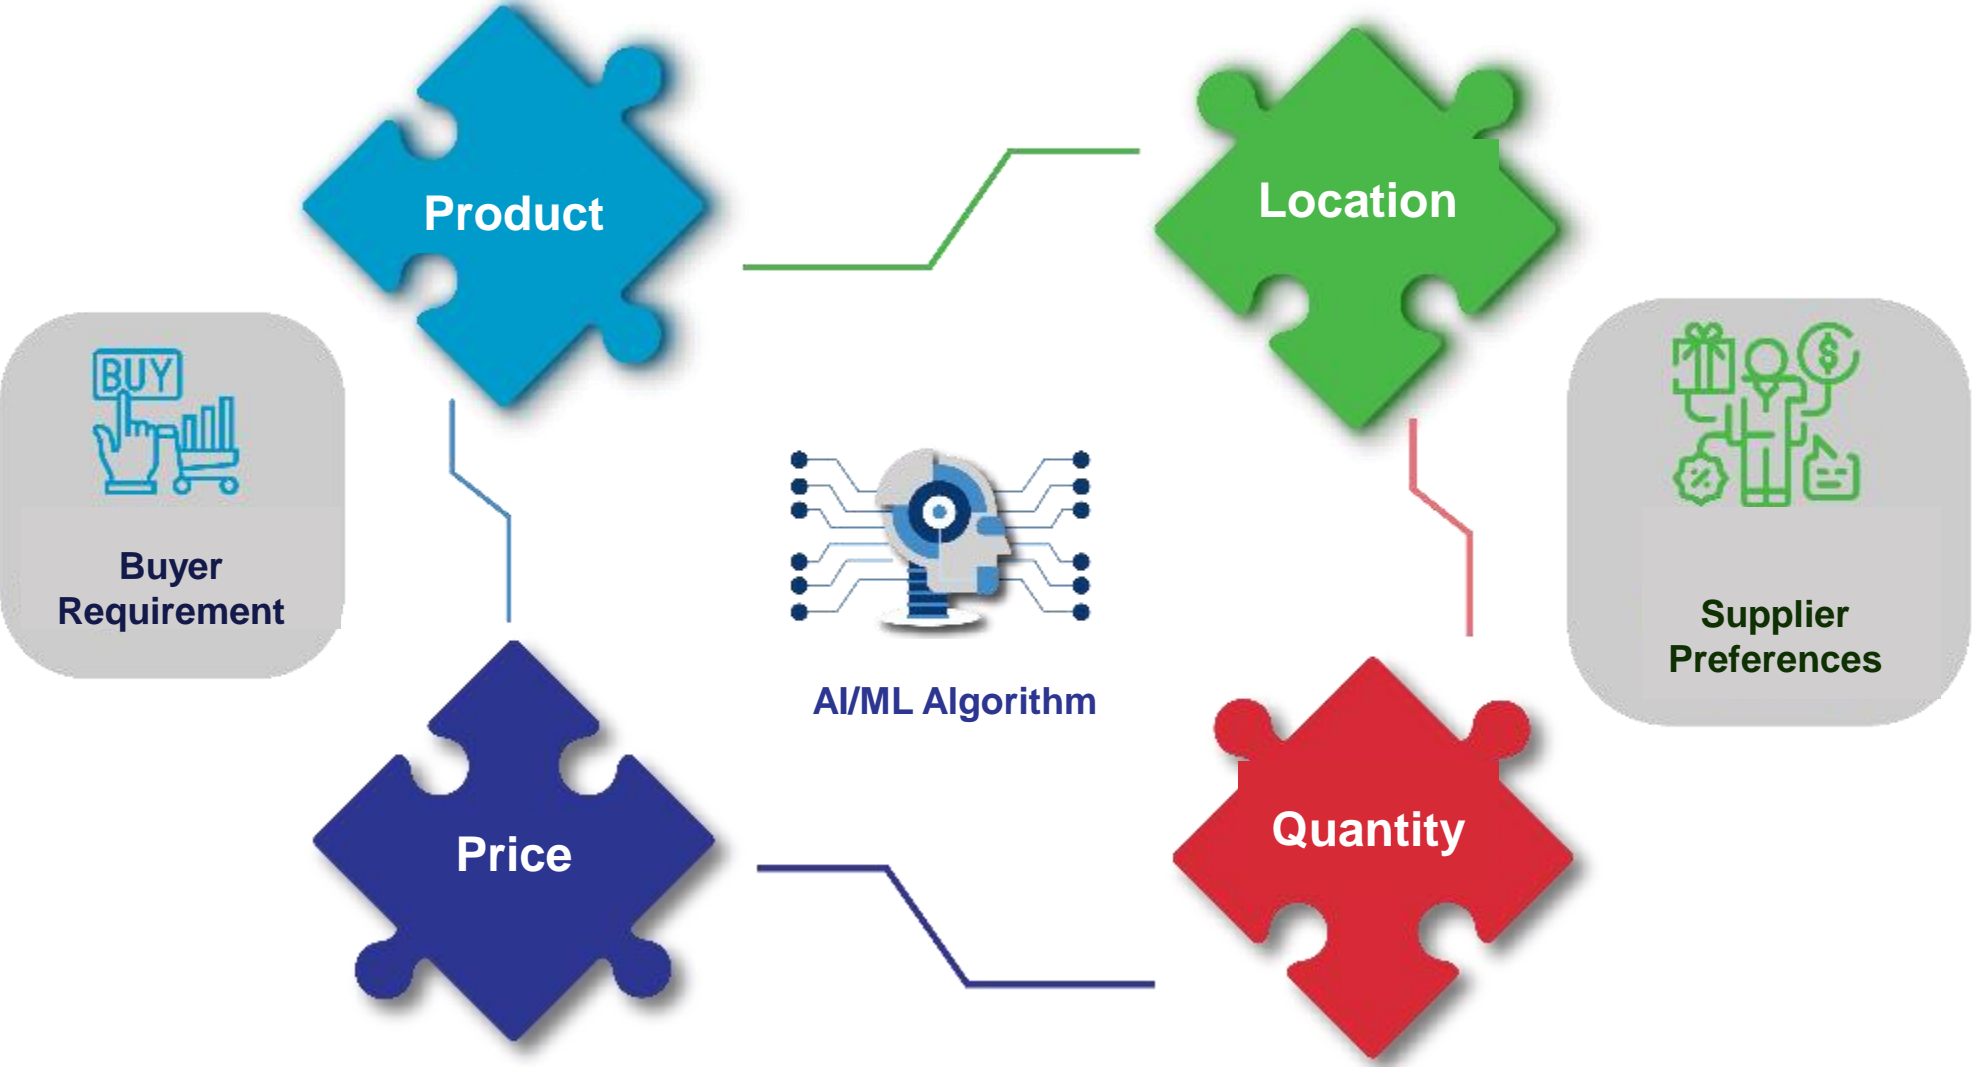 Product
Location
BUY
$
%
Buyer
Requirement
Supplier
Preferences
AI/ML Algorithm
Price
Quantity